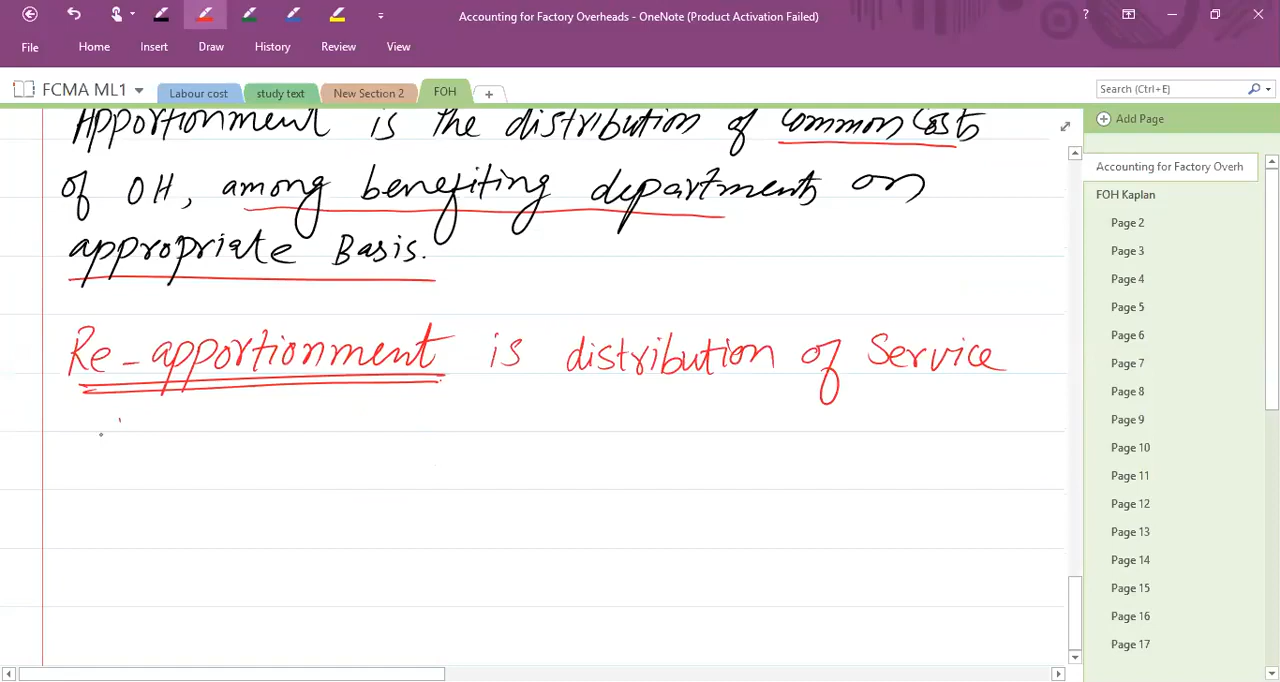 Accounting for Factory Overheads - OneNote (Product Activation Failed)
File Home Insert Draw History Review View
FCMA ML1 Labour cost study text New Section 2 FOH
Search (Ctrl+E)
Add Page
Accounting for Factory Overh
FOH Kaplan
Page 2
Page 3
Page 4
Page 5
Page 6
Page 7
Page 8
Page 9
Page 10
Page 11
Page 12
Page 13
Page 14
Page 15
Page 16
Page 17
Apportionment is the distribution of Common Costs
of OH, among benefiting departments on
appropriate Basis.
Re-apportionment is distribution of Service